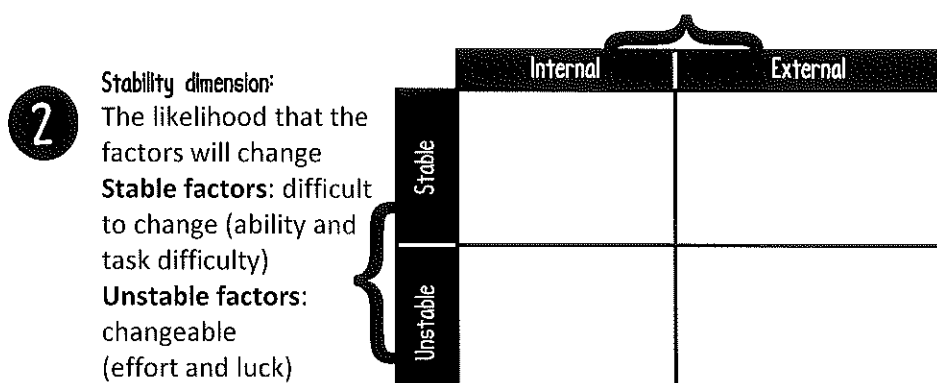 Internal
External
2
Stability dimension:
The likelihood that the
factors will change
Stable factors: difficult
to change (ability and
task difficulty)
Unstable factors:
changeable
(effort and luck)
Stable
Unstable